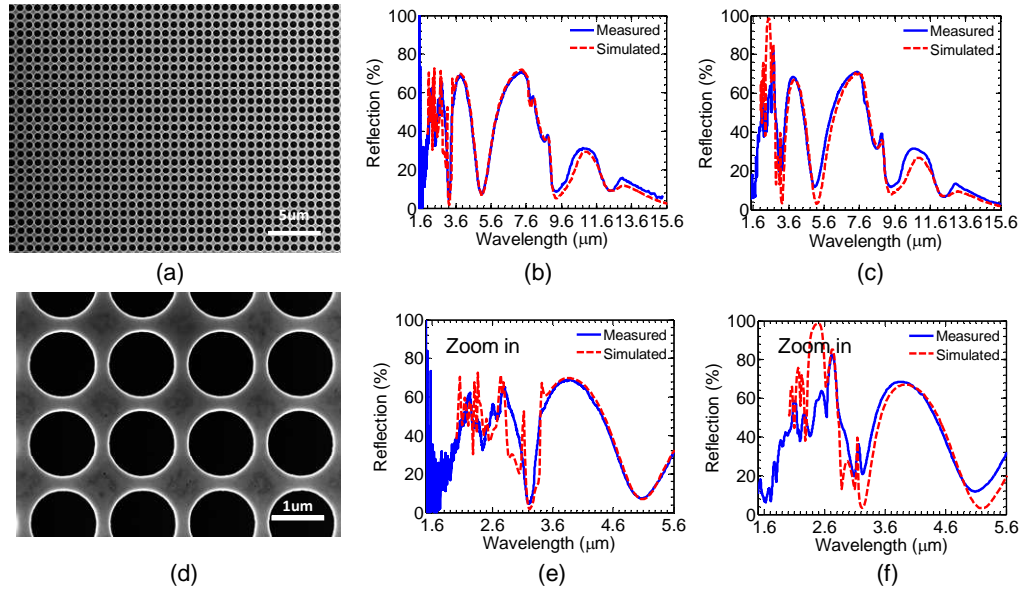 5um
(a)
100
80
60
40
20
0
1.6 3.6 5.6 7.6 9.6 11.6 13.6 15.6
Reflection (%)
Wavelength (μm)
Measured
Simulated
(b)
100
80
60
40
20
0
1.6 3.6 5.6 7.6 9.6 11.6 13.6 15.6
Reflection (%)
Wavelength (μm)
Measured
Simulated
(c)
1um
(d)
100
80
60
40
20
0
1.6 2.6 3.6 4.6 5.6
Reflection (%)
Wavelength (μm)
Zoom in
Measured
Simulated
(e)
100
80
60
40
20
0
1.6 2.6 3.6 4.6 5.6
Reflection (%)
Wavelength (μm)
Zoom in
Measured
Simulated
(f)